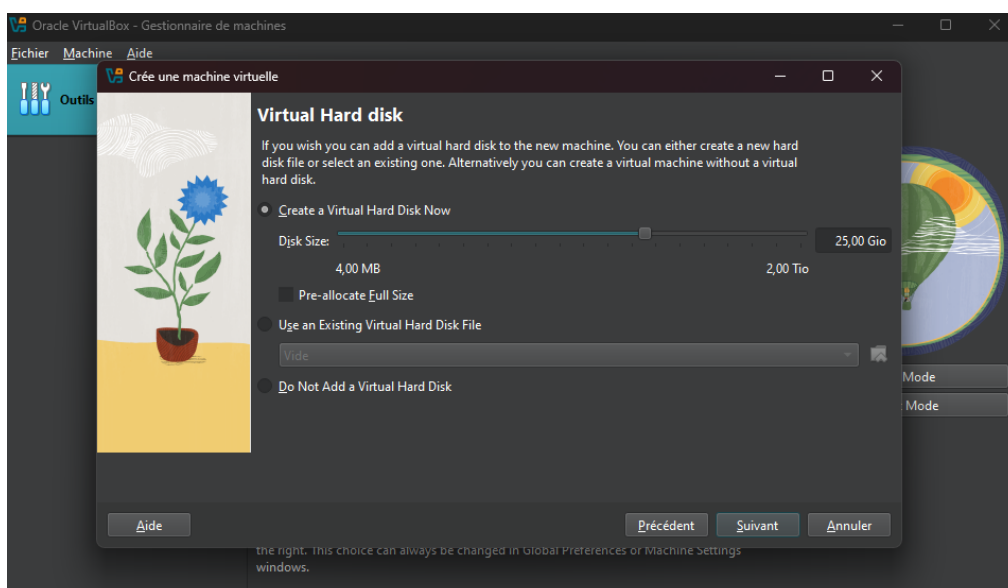 Oracle VirtualBox - Gestionnaire de machines
Fichier Machine Aide
Outils
Crée une machine virtuelle
Virtual Hard disk
If you wish you can add a virtual hard disk to the new machine. You can either create a new hard
disk file or select an existing one. Alternatively you can create a virtual machine without a virtual
hard disk.
Create a Virtual Hard Disk Now
Disk Size:
25,00 Gio
4,00 MB 2,00 Tio
Pre-allocate Full Size
Use an Existing Virtual Hard Disk File
Vide
Do Not Add a Virtual Hard Disk
Mode
Mode
Aide Précédent Suivant Annuler
the right. This choice can always be changed in Global Preferences or Machine Settings
windows.